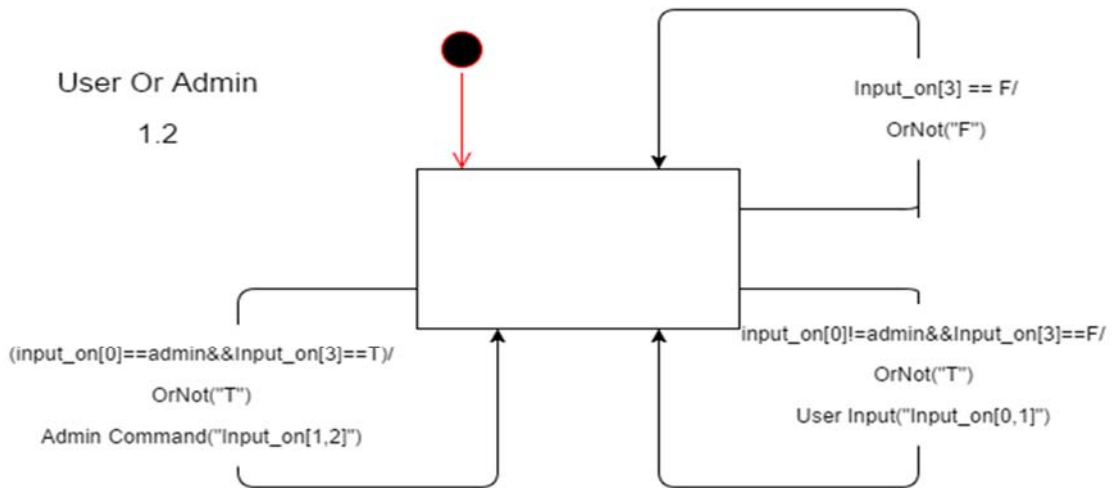 User Or Admin
1.2
Input_on[3] == F/
OrNot("F")
(input_on[0]==admin&&Input_on[3]==T)/
OrNot("T")
Admin Command("Input_on[1,2]")
input_on[0]!=admin&&Input_on[3]==F/
OrNot("T")
User Input("Input_on[0,1]")